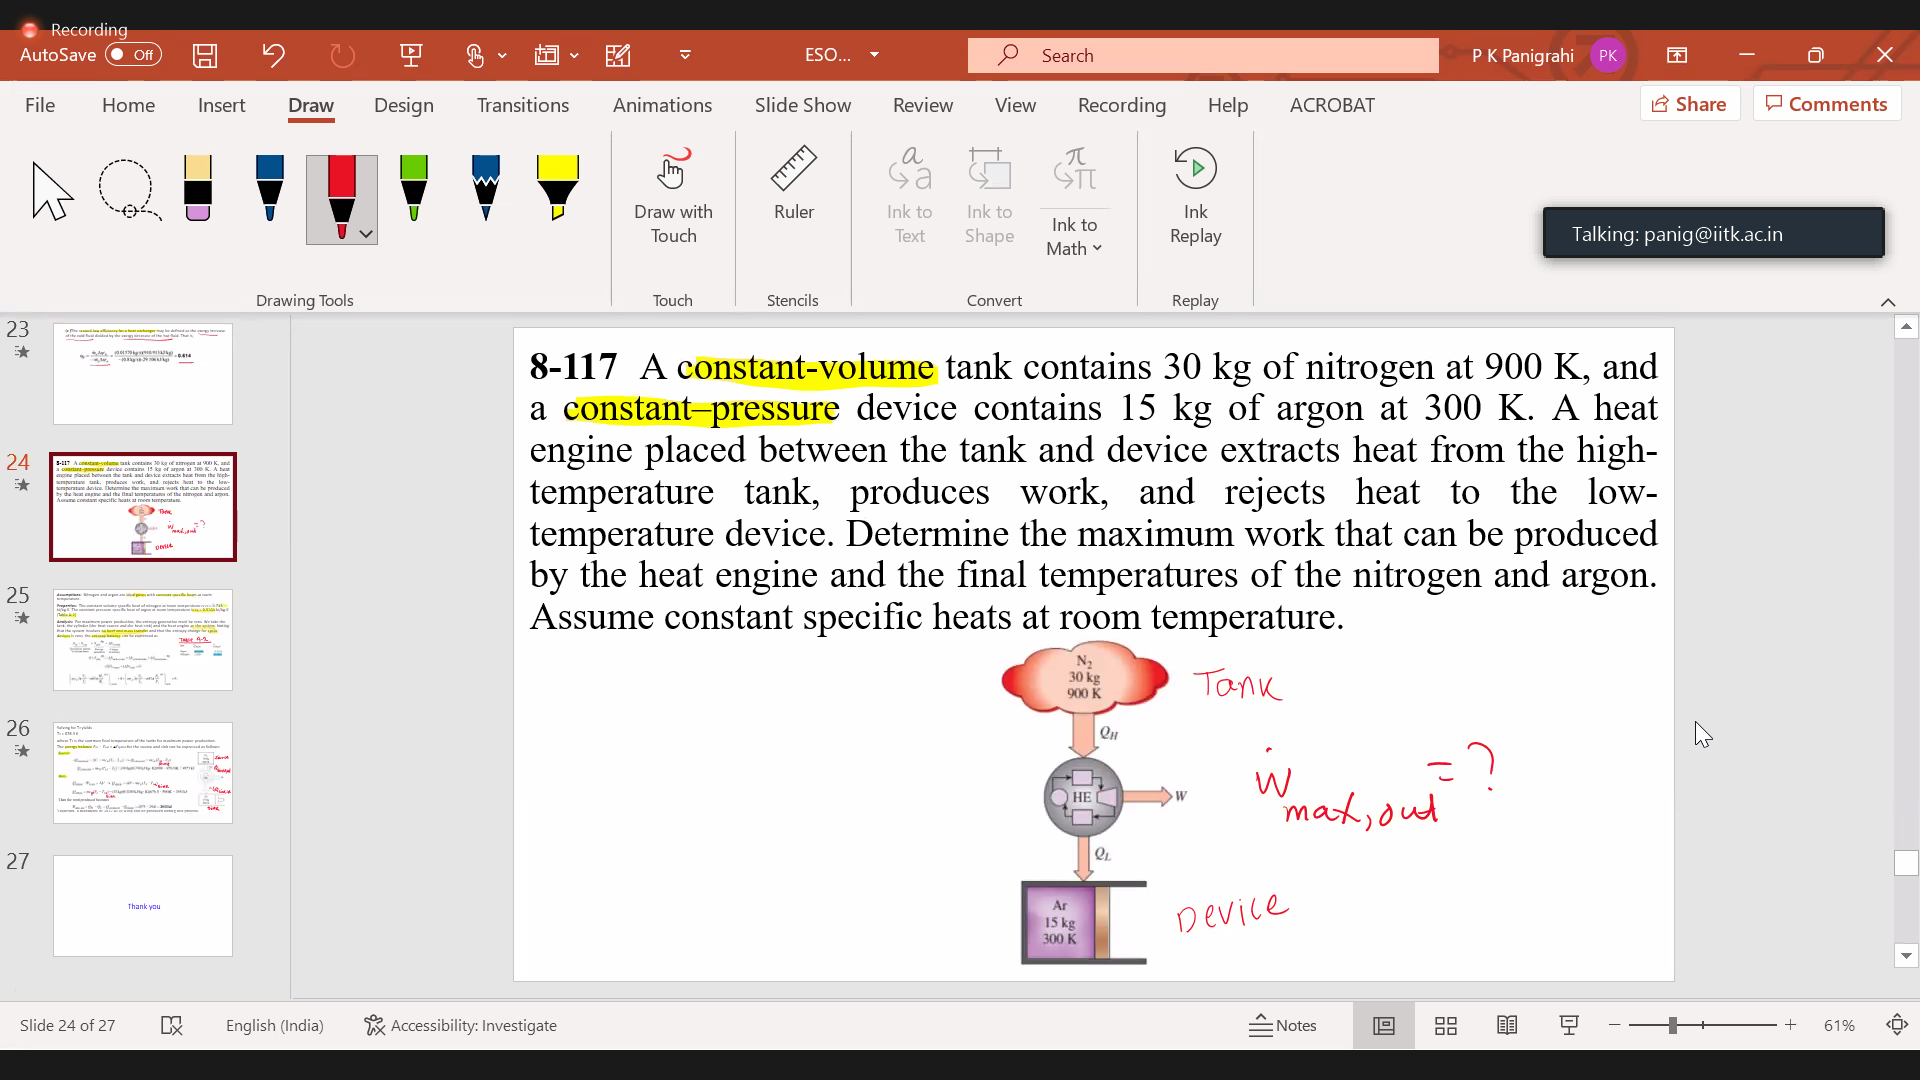 Recording
AutoSave Off
ESO...
Search
P K Panigrahi PK
File Home Insert Draw Design Transitions Animations Slide Show Review View Recording Help ACROBAT
Share Comments
Draw with Touch
Ruler
Ink to Text
Ink to Shape
Ink to Math
Ink Replay
Talking: panig@iitk.ac.in
Drawing Tools Touch Stencils Convert Replay
23
24
25
26
27
Thank you
8-117 A constant-volume tank contains 30 kg of nitrogen at 900 K, and
a constant–pressure device contains 15 kg of argon at 300 K. A heat
engine placed between the tank and device extracts heat from the high-
temperature tank, produces work, and rejects heat to the low-
temperature device. Determine the maximum work that can be produced
by the heat engine and the final temperatures of the nitrogen and argon.
Assume constant specific heats at room temperature.
N2
30 kg
900 K
Tank
QH
HE
W
Ẇmax,out = ?
QL
Ar
15 kg
300 K
DEVICE
Slide 24 of 27 English (India) Accessibility: Investigate Notes 61%